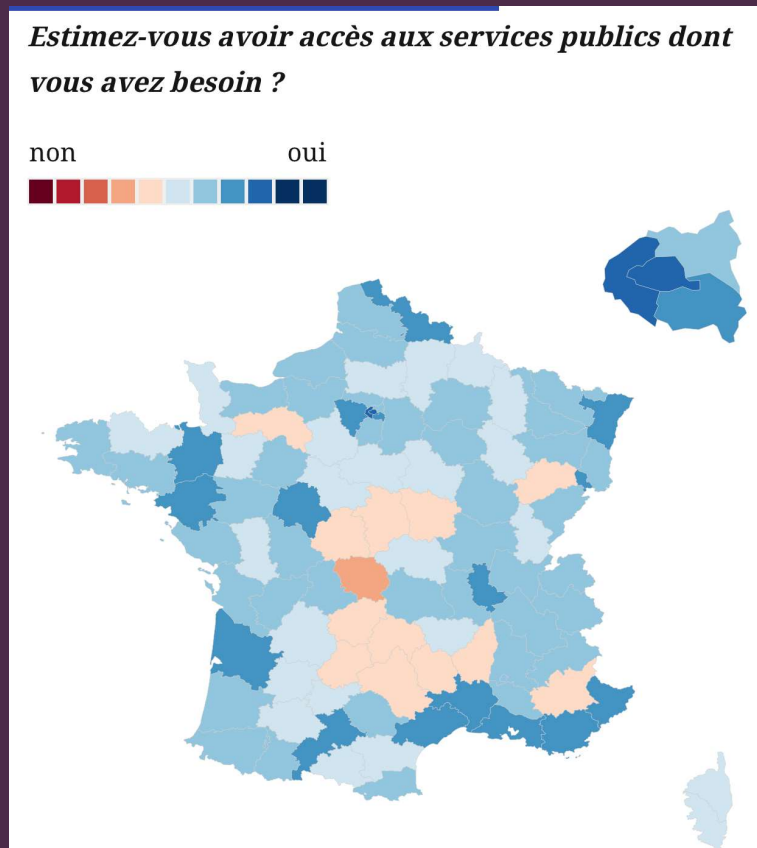 Estimez-vous avoir accès aux services publics dont
vous avez besoin ?
non oui